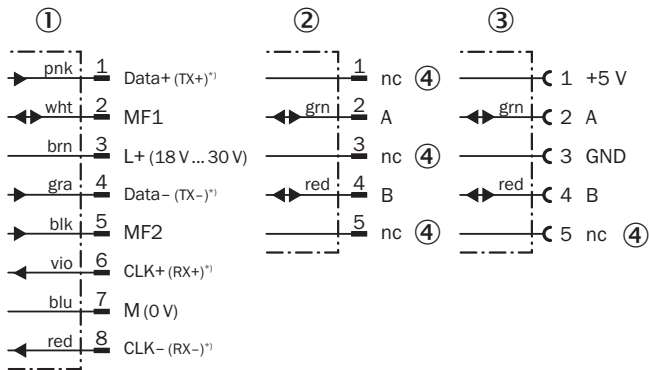 ① ② ③
pnk 1 Data+ (TX+)*)
wht 2 MF1
brn 3 L+ (18 V ... 30 V)
gra 4 Data– (TX–)*)
blk 5 MF2
vio 6 CLK+ (RX+)*)
blu 7 M (0 V)
red 8 CLK– (RX–)*)
1 nc ④
grn 2 A
3 nc ④
red 4 B
5 nc ④
1 +5 V
grn 2 A
3 GND
red 4 B
5 nc ④